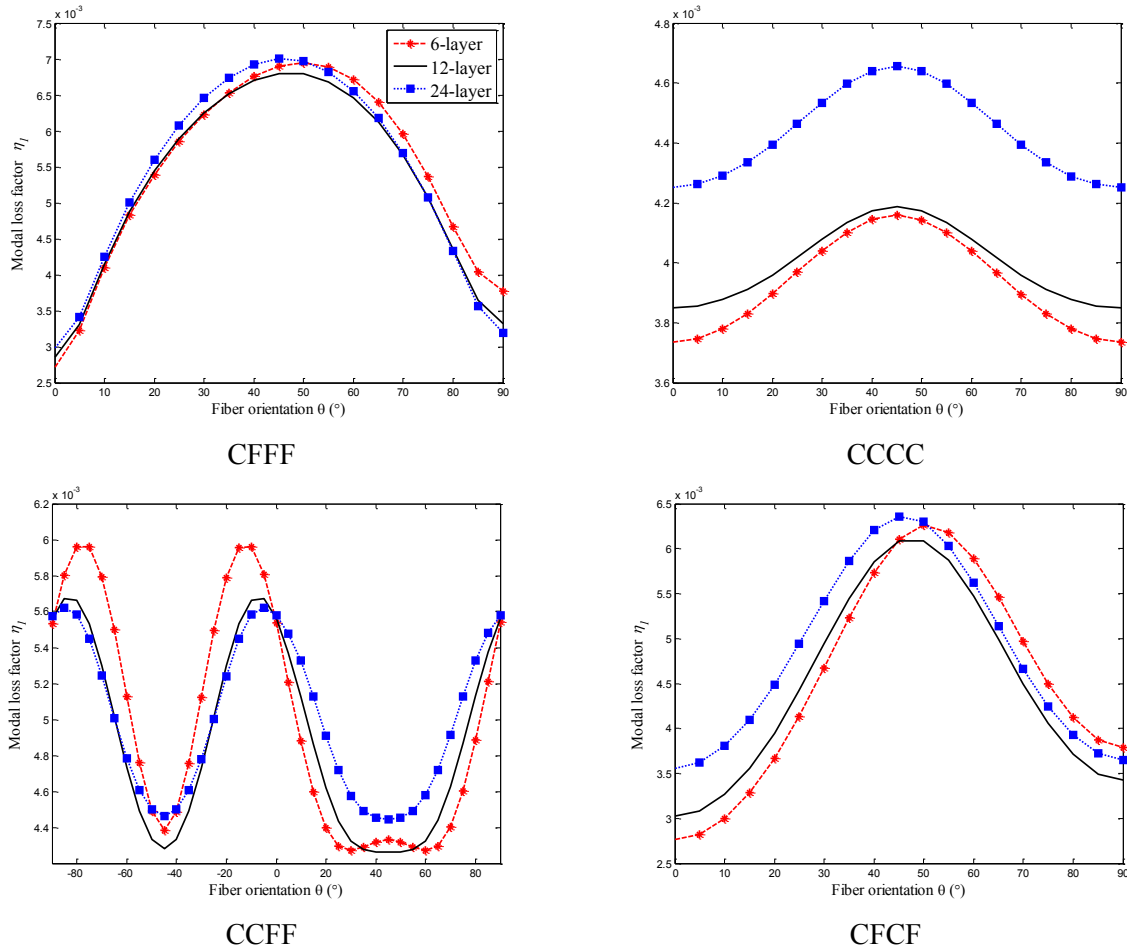 x 10⁻³
7.5
7
6.5
6
5.5
5
4.5
4
3.5
3
2.5
Modal loss factor ηₗ
6-layer
12-layer
24-layer
0 10 20 30 40 50 60 70 80 90
Fiber orientation θ (°)
CFFF
x 10⁻³
4.8
4.6
4.4
4.2
4
3.8
3.6
Modal loss factor ηₗ
0 10 20 30 40 50 60 70 80 90
Fiber orientation θ (°)
CCCC
x 10⁻³
6.2
6
5.8
5.6
5.4
5.2
5
4.8
4.6
4.4
Modal loss factor ηₗ
-80 -60 -40 -20 0 20 40 60 80
Fiber orientation θ (°)
CCFF
x 10⁻³
6.5
6
5.5
5
4.5
4
3.5
3
2.5
Modal loss factor ηₗ
0 10 20 30 40 50 60 70 80 90
Fiber orientation θ (°)
CFCF